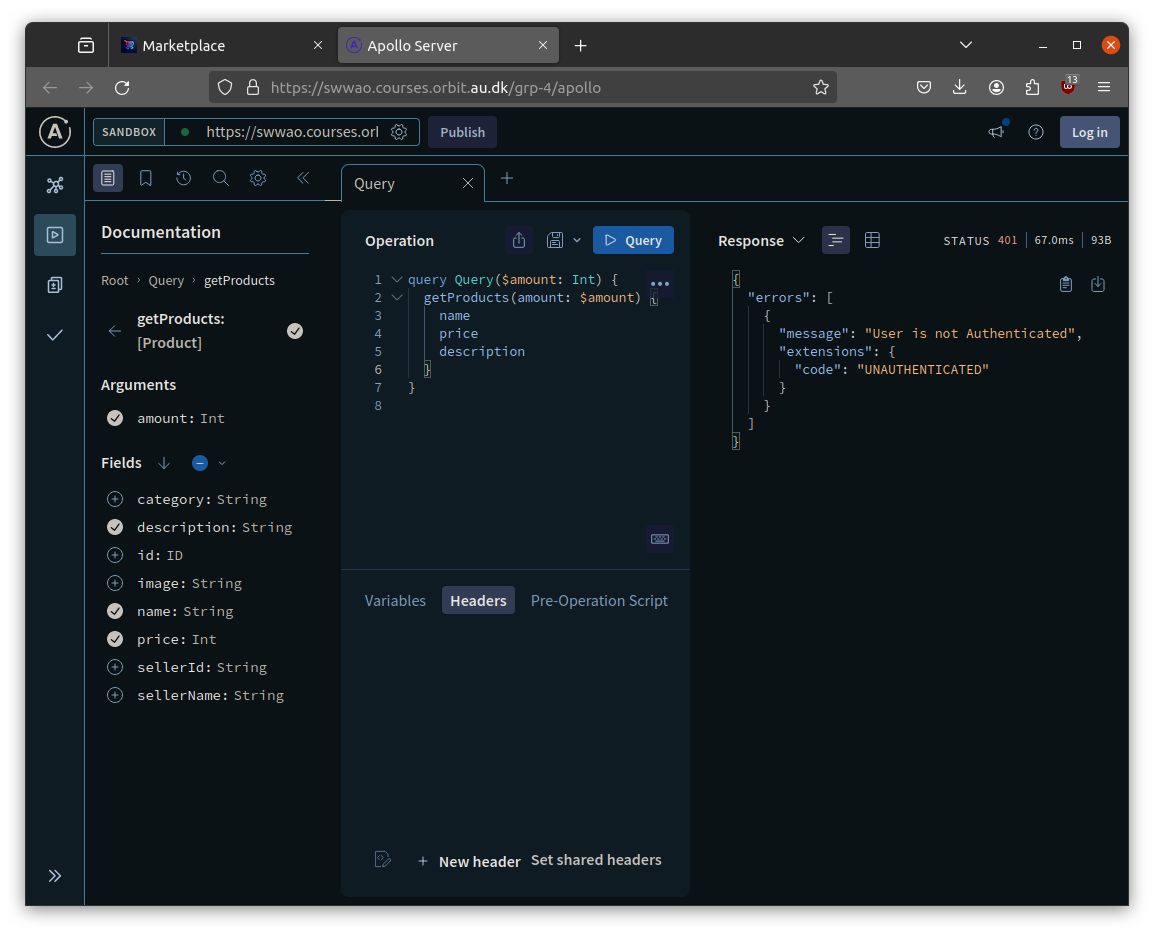 Marketplace
Apollo Server
https://swwao.courses.orbit.au.dk/grp-4/apollo
13
SANDBOX
https://swwao.courses.orl
Publish
Log in
Query
Documentation
Root › Query › getProducts
getProducts:
[Product]
Arguments
amount: Int
Fields
category: String
description: String
id: ID
image: String
name: String
price: Int
sellerId: String
sellerName: String
Operation
Query
1 query Query($amount: Int) {
2 getProducts(amount: $amount) {
3 name
4 price
5 description
6 }
7 }
8
Variables
Headers
Pre-Operation Script
New header
Set shared headers
Response
STATUS 401
67.0ms
93B
{
"errors": [
{
"message": "User is not Authenticated",
"extensions": {
"code": "UNAUTHENTICATED"
}
}
]
}